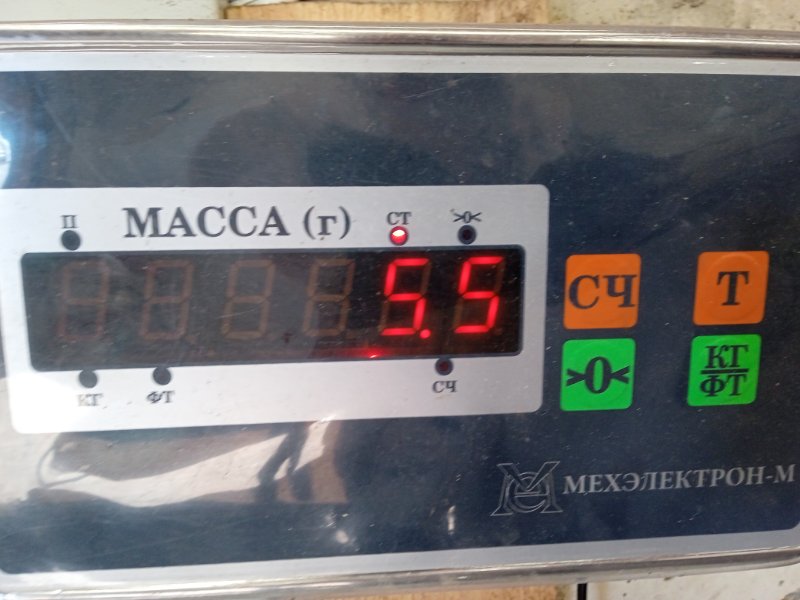 П МАССА (г) СТ >0<
5.5
КГ ФТ СЧ
СЧ Т
>0< КГ/ФТ
МЕХЭЛЕКТРОН-М